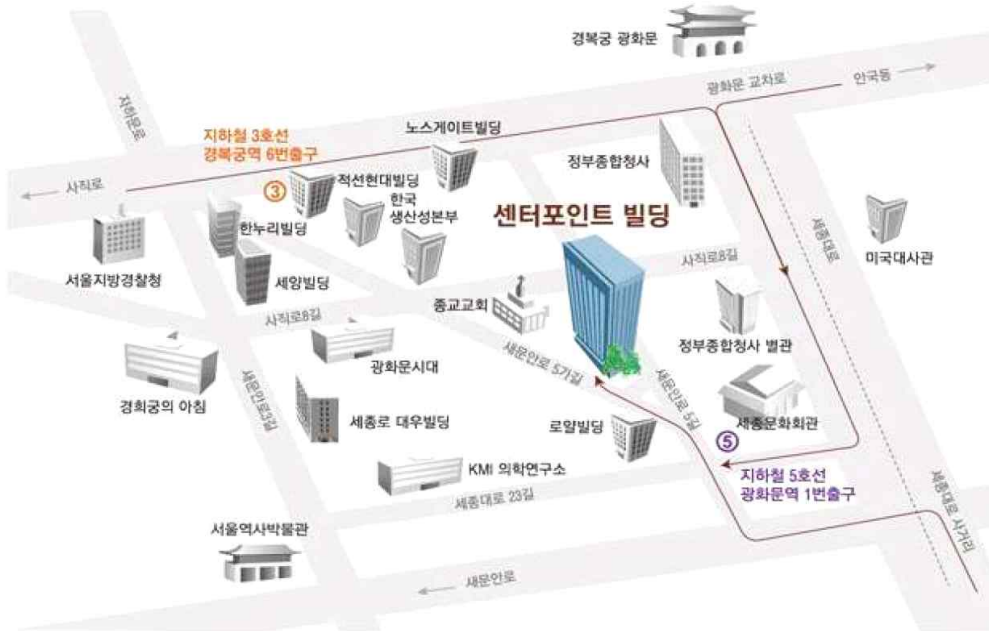 경복궁 광화문
광화문 교차로
안국동
자하문로
지하철 3호선
경복궁역 6번출구
노스게이트빌딩
정부종합청사
사직로
③
적선현대빌딩
한국
생산성본부
센터포인트 빌딩
한누리빌딩
세종대로
미국대사관
서울지방경찰청
세양빌딩
사직로8길
종교교회
사직로8길
정부종합청사 별관
광화문시대
새문안로 5가길
경희궁의 아침
새문안로3길
세종로 대우빌딩
새문안로 5길
세종문화회관
로얄빌딩
⑤
KMI 의학연구소
지하철 5호선
광화문역 1번출구
세종대로 23길
세종대로 사거리
서울역사박물관
새문안로